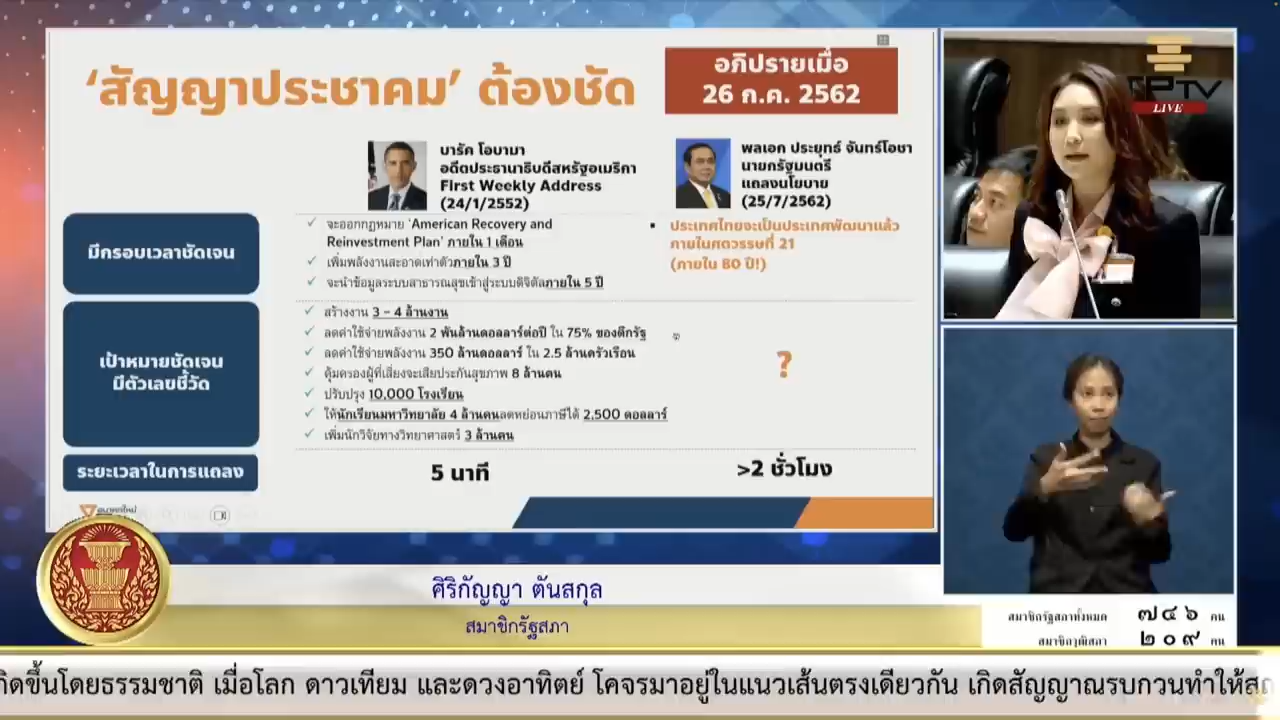 'สัญญาประชาคม' ต้องชัด
อภิปรายเมื่อ
26 ก.ค. 2562
บารัค โอบามา
อดีตประธานาธิบดีสหรัฐอเมริกา
First Weekly Address
(24/1/2552)
พลเอก ประยุทธ์ จันทร์โอชา
นายกรัฐมนตรี
แถลงนโยบาย
(25/7/2562)
มีกรอบเวลาชัดเจน
✓ จะออกกฎหมาย 'American Recovery and
Reinvestment Plan' ภายใน 1 เดือน
✓ เพิ่มพลังงานสะอาดเท่าตัวภายใน 3 ปี
✓ จะนำข้อมูลระบบสาธารณสุขเข้าสู่ระบบดิจิตัลภายใน 5 ปี
▪ ประเทศไทยจะเป็นประเทศพัฒนาแล้ว
ภายในศตวรรษที่ 21
(ภายใน 80 ปี!)
เป้าหมายชัดเจน
มีตัวเลขชี้วัด
✓ สร้างงาน 3 – 4 ล้านงาน
✓ ลดค่าใช้จ่ายพลังงาน 2 พันล้านดอลลาร์ต่อปี ใน 75% ของตึกรัฐ
✓ ลดค่าใช้จ่ายพลังงาน 350 ล้านดอลลาร์ ใน 2.5 ล้านครัวเรือน
✓ คุ้มครองผู้ที่เสี่ยงจะเสียประกันสุขภาพ 8 ล้านคน
✓ ปรับปรุง 10,000 โรงเรียน
✓ ให้นักเรียนมหาวิทยาลัย 4 ล้านคนลดหย่อนภาษีได้ 2,500 ดอลลาร์
✓ เพิ่มนักวิจัยทางวิทยาศาสตร์ 3 ล้านคน
?
ระยะเวลาในการแถลง
5 นาที
>2 ชั่วโมง
อนาคตใหม่
TPTV
LIVE
ศิริกัญญา ตันสกุล
สมาชิกรัฐสภา
สมาชิกรัฐสภาทั้งหมด ๗๔๖ คน
สมาชิกวุฒิสภา ๒๐๙ คน
กิดขึ้นโดยธรรมชาติ เมื่อโลก ดาวเทียม และดวงอาทิตย์ โคจรมาอยู่ในแนวเส้นตรงเดียวกัน เกิดสัญญาณรบกวนทำให้